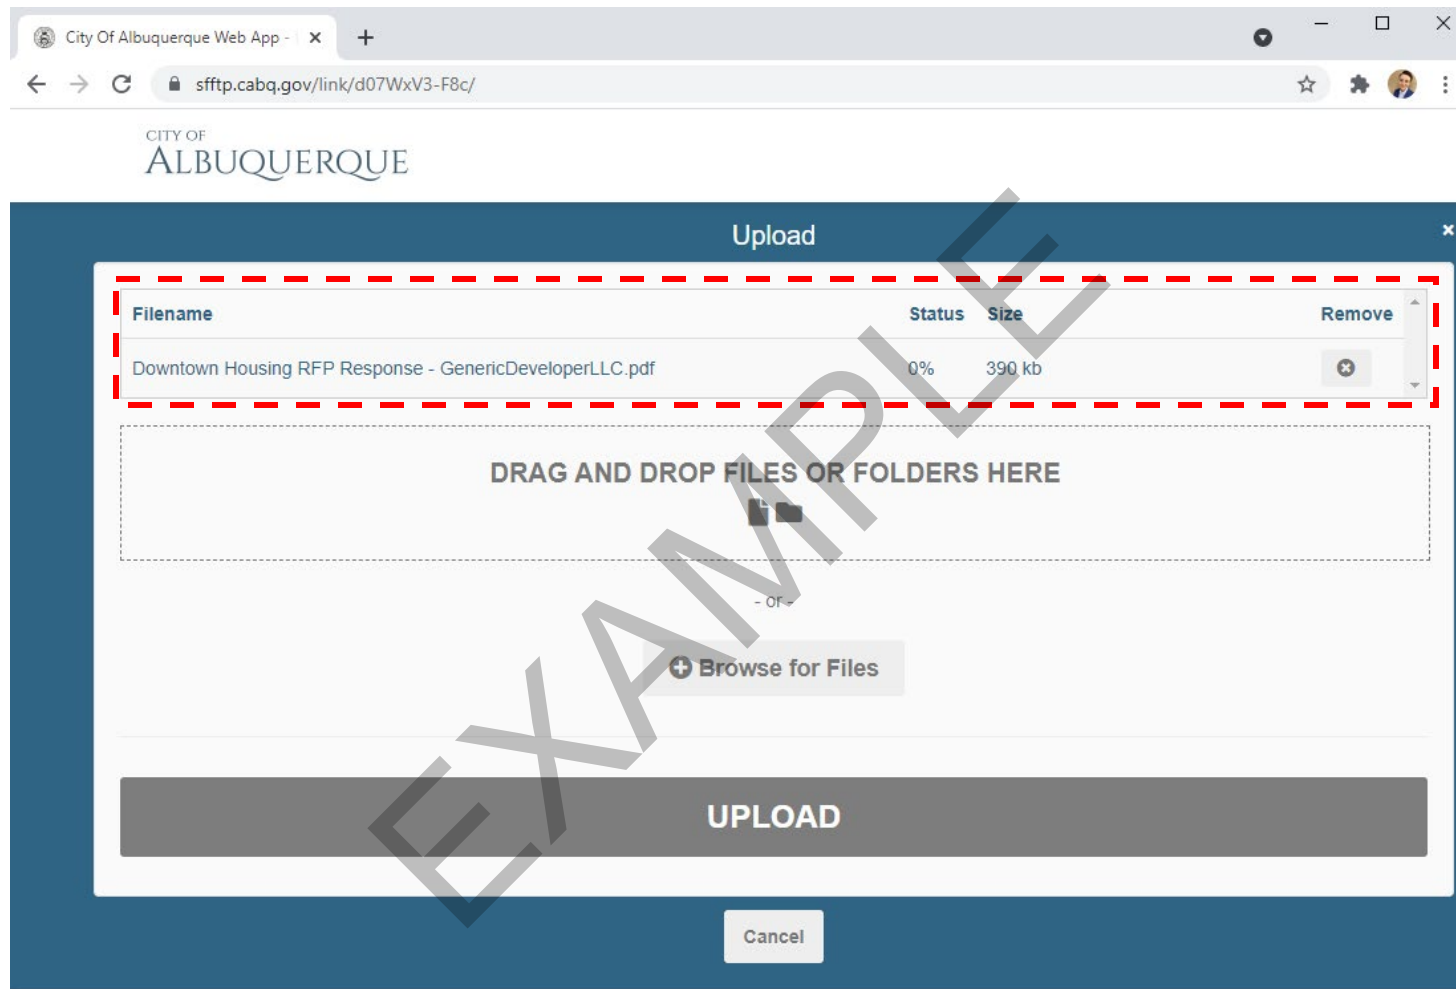 City Of Albuquerque Web App -
sfftp.cabq.gov/link/d07WxV3-F8c/
CITY OF
ALBUQUERQUE
Upload
Filename Status Size Remove
Downtown Housing RFP Response - GenericDeveloperLLC.pdf 0% 390 kb
DRAG AND DROP FILES OR FOLDERS HERE
- or -
Browse for Files
UPLOAD
Cancel
EXAMPLE